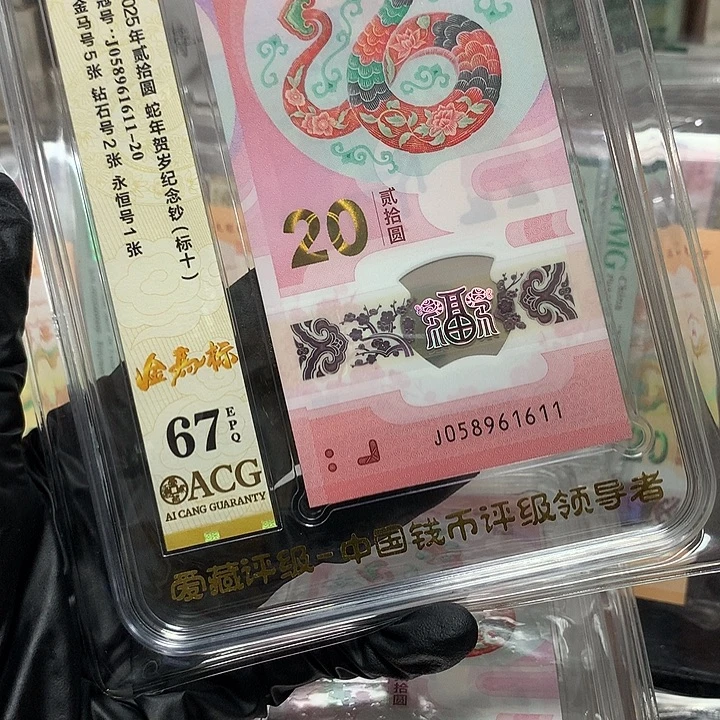 2025年贰拾圆 蛇年贺岁纪念钞(标十)
冠号:J058961611-20
金马号5张 钻石号2张 永恒号1张
金马标
67 EPQ
ACG
AI CANG GUARANTY
20 贰拾圆
J058961611
爱藏评级-中国钱币评级领导者
拾圆